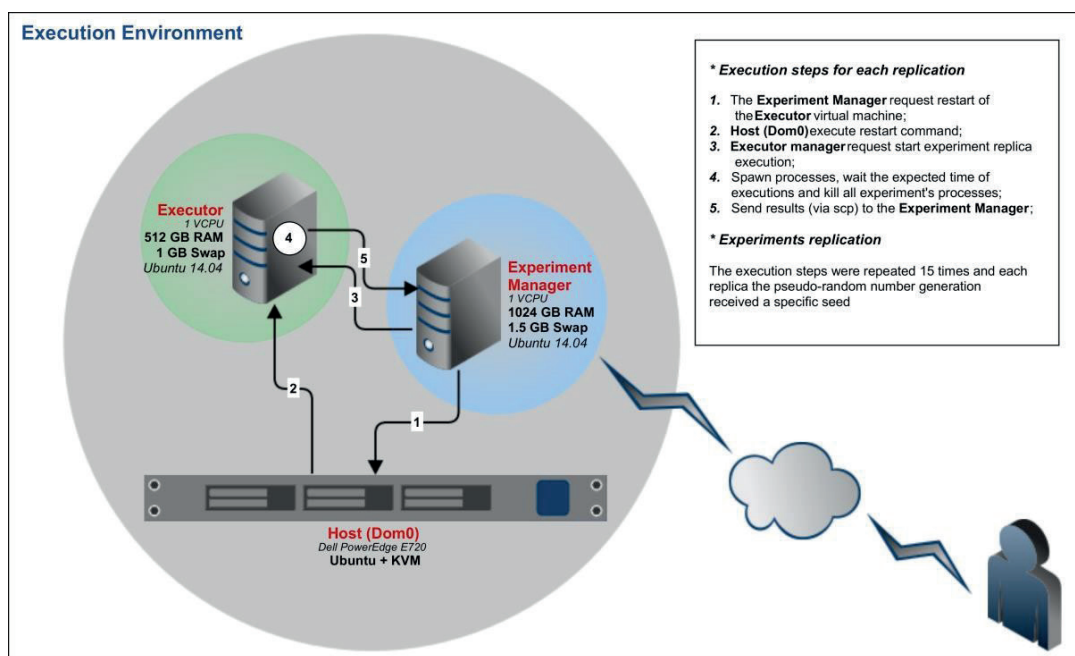 Execution Environment
* Execution steps for each replication
1. The Experiment Manager request restart of
the Executor virtual machine;
2. Host (Dom0) execute restart command;
3. Executor manager request start experiment replica
execution;
4. Spawn processes, wait the expected time of
executions and kill all experiment's processes;
5. Send results (via scp) to the Experiment Manager;
* Experiments replication
The execution steps were repeated 15 times and each
replica the pseudo-random number generation
received a specific seed
Executor
1 VCPU
512 GB RAM
1 GB Swap
Ubuntu 14.04
4
5
3
Experiment
Manager
1 VCPU
1024 GB RAM
1.5 GB Swap
Ubuntu 14.04
2
1
Host (Dom0)
Dell PowerEdge E720
Ubuntu + KVM